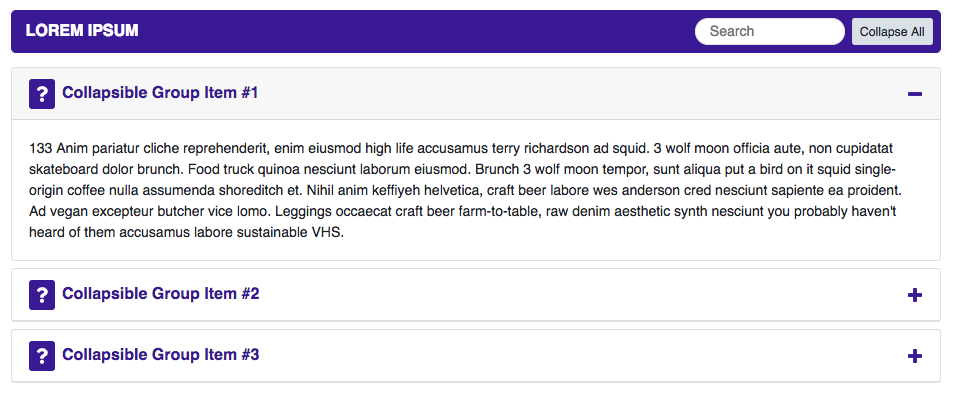 LOREM IPSUM Search Collapse All
? Collapsible Group Item #1
133 Anim pariatur cliche reprehenderit, enim eiusmod high life accusamus terry richardson ad squid. 3 wolf moon officia aute, non cupidatat
skateboard dolor brunch. Food truck quinoa nesciunt laborum eiusmod. Brunch 3 wolf moon tempor, sunt aliqua put a bird on it squid single-
origin coffee nulla assumenda shoreditch et. Nihil anim keffiyeh helvetica, craft beer labore wes anderson cred nesciunt sapiente ea proident.
Ad vegan excepteur butcher vice lomo. Leggings occaecat craft beer farm-to-table, raw denim aesthetic synth nesciunt you probably haven't
heard of them accusamus labore sustainable VHS.
? Collapsible Group Item #2
? Collapsible Group Item #3